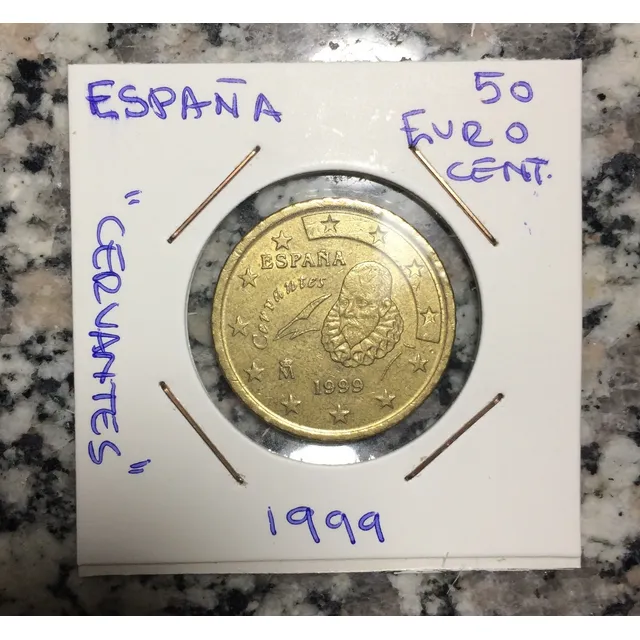 ESPAÑA
50
EURO
CENT.
"CERVANTES"
ESPAÑA
Cervantes
M
1999
1999